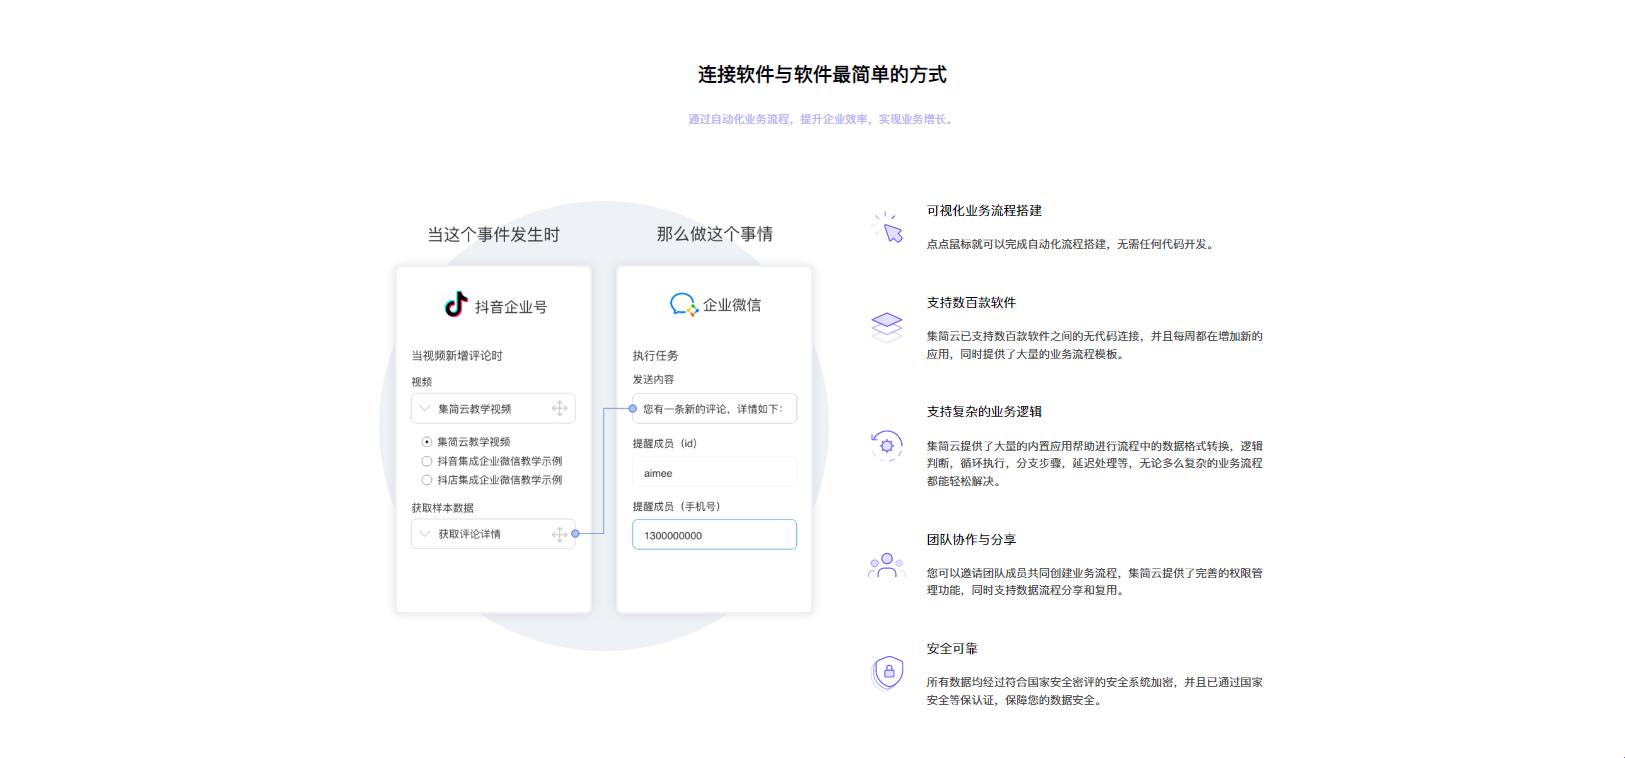 连接软件与软件最简单的方式
通过自动化业务流程，提升企业效率，实现业务增长。
当这个事件发生时
那么做这个事情
抖音企业号
当视频新增评论时
视频
集简云教学视频
集简云教学视频
抖音集成企业微信教学示例
抖店集成企业微信教学示例
获取样本数据
获取评论详情
企业微信
执行任务
发送内容
您有一条新的评论，详情如下：
提醒成员（id）
aimee
提醒成员（手机号）
1300000000
可视化业务流程搭建
点点鼠标就可以完成自动化流程搭建，无需任何代码开发。
支持数百款软件
集简云已支持数百款软件之间的无代码连接，并且每周都在增加新的
应用，同时提供了大量的业务流程模板。
支持复杂的业务逻辑
集简云提供了大量的内置应用帮助进行流程中的数据格式转换，逻辑
判断，循环执行，分支步骤，延迟处理等，无论多么复杂的业务流程
都能轻松解决。
团队协作与分享
您可以邀请团队成员共同创建业务流程，集简云提供了完善的权限管
理功能，同时支持数据流程分享和复用。
安全可靠
所有数据均经过符合国家安全密评的安全系统加密，并且已通过国家
安全等保认证，保障您的数据安全。